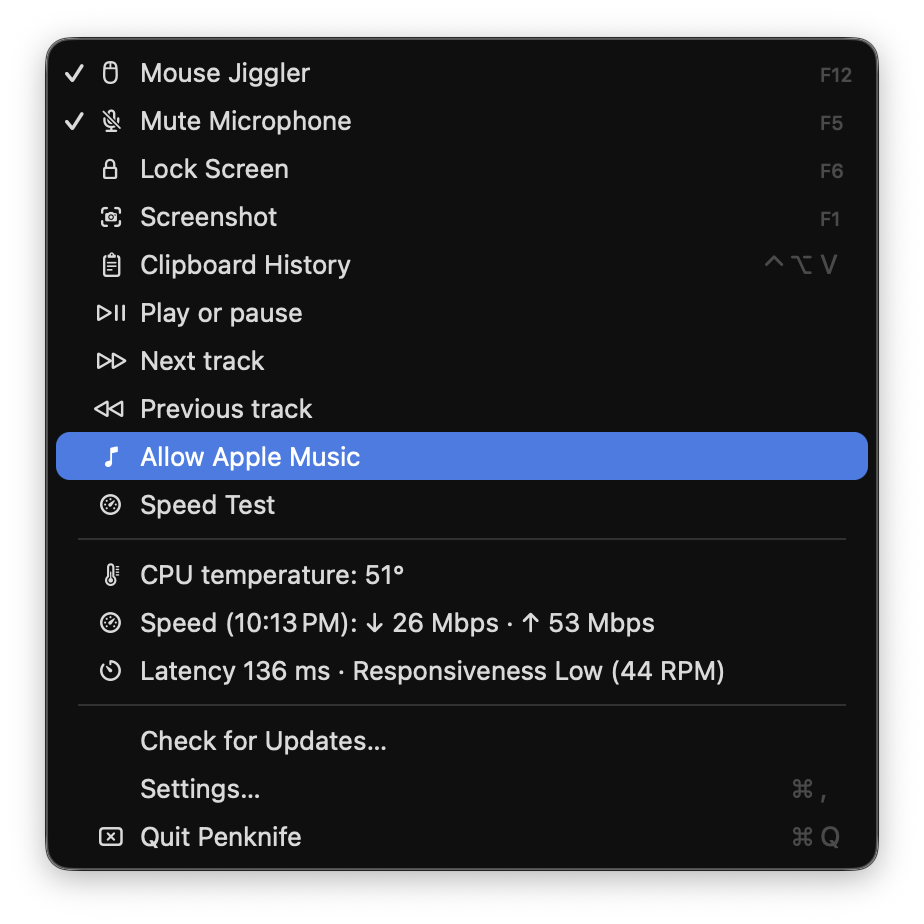 Mouse Jiggler F12
Mute Microphone F5
Lock Screen F6
Screenshot F1
Clipboard History ⌃⌥V
Play or pause
Next track
Previous track
Allow Apple Music
Speed Test
CPU temperature: 51°
Speed (10:13 PM): ↓ 26 Mbps · ↑ 53 Mbps
Latency 136 ms · Responsiveness Low (44 RPM)
Check for Updates...
Settings... ⌘,
Quit Penknife ⌘Q